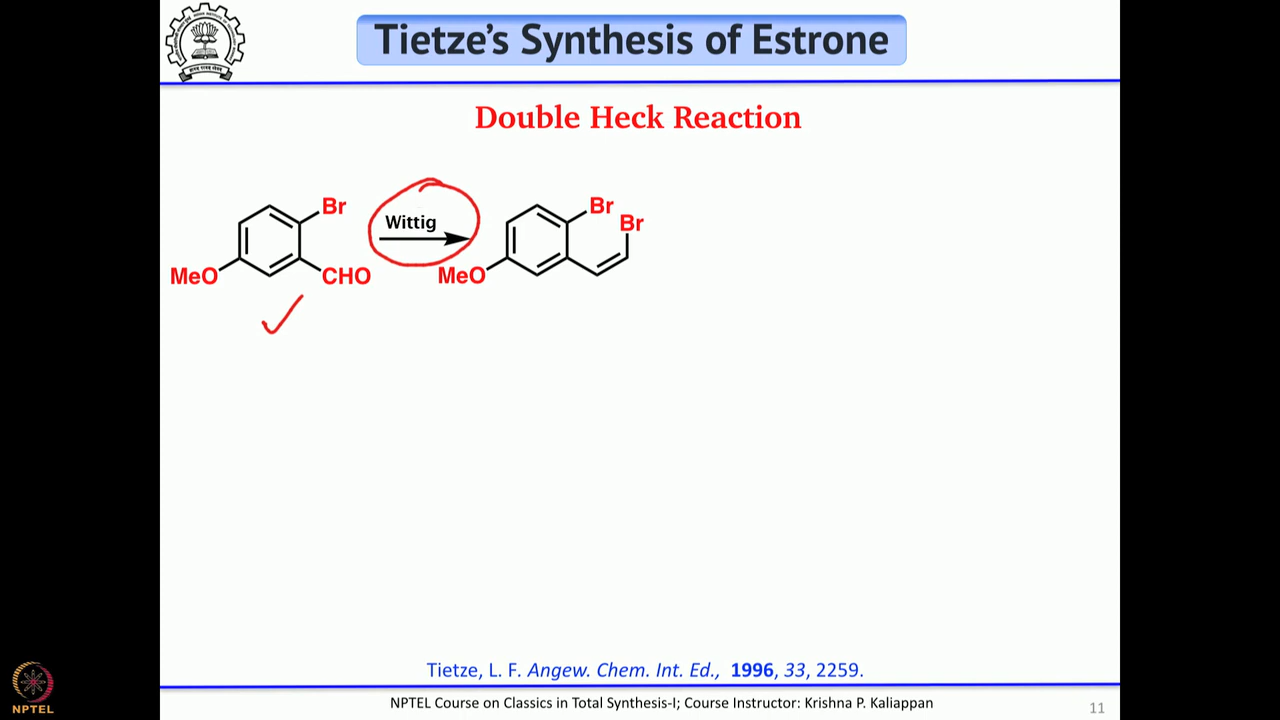 Tietze's Synthesis of Estrone
Double Heck Reaction
Br
MeO
CHO
Wittig
Br
Br
MeO
Tietze, L. F. Angew. Chem. Int. Ed., 1996, 33, 2259.
NPTEL Course on Classics in Total Synthesis-I; Course Instructor: Krishna P. Kaliappan
11
NPTEL